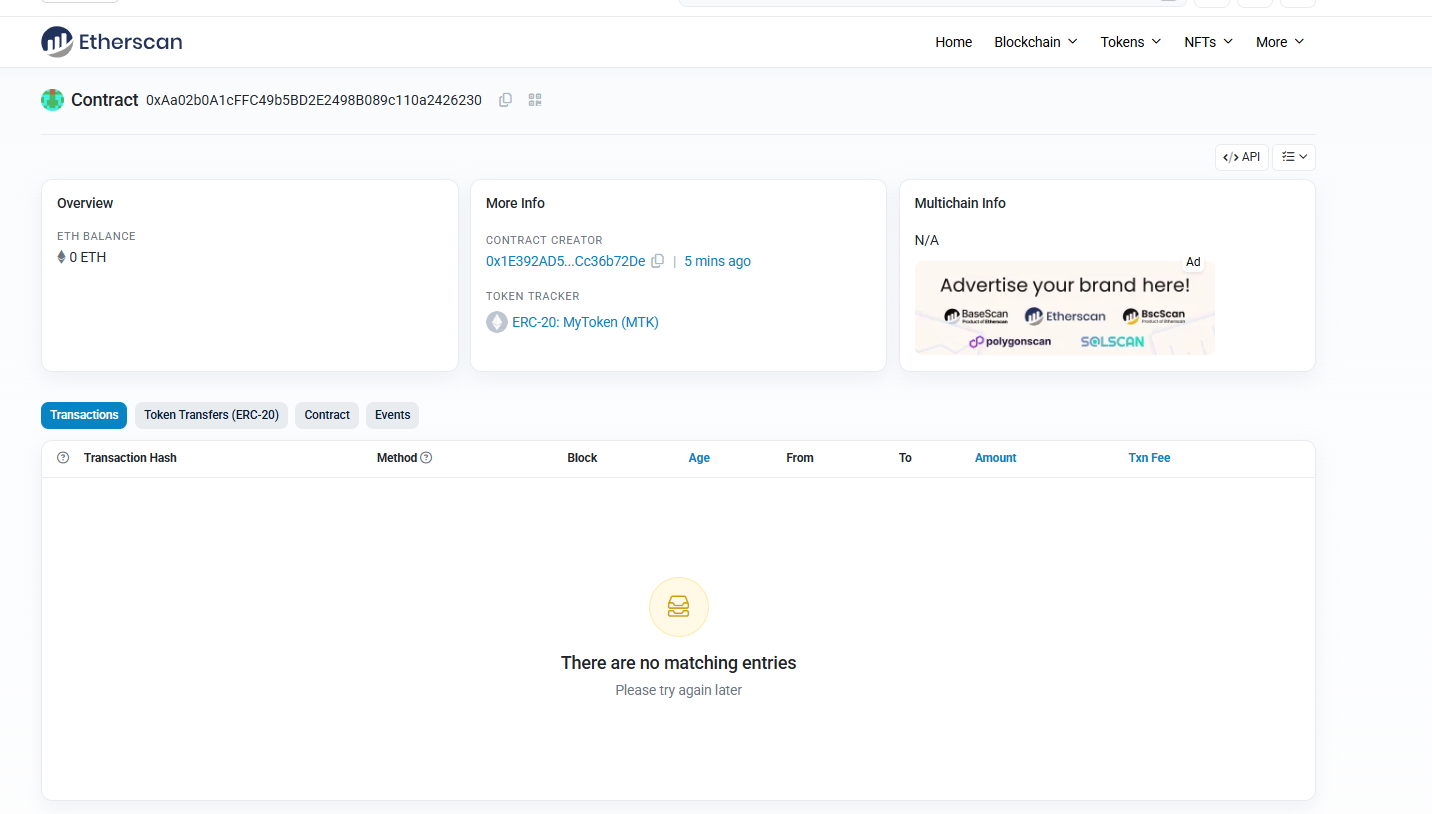 Etherscan
Home Blockchain Tokens NFTs More
Contract 0xAa02b0A1cFFC49b5BD2E2498B089c110a2426230
</> API
Overview
ETH BALANCE
0 ETH
More Info
CONTRACT CREATOR
0x1E392AD5...Cc36b72De | 5 mins ago
TOKEN TRACKER
ERC-20: MyToken (MTK)
Multichain Info
N/A
Ad
Advertise your brand here!
BaseScan Etherscan BscScan
Product of Etherscan Product of Etherscan
polygonscan SOLSCAN
Transactions Token Transfers (ERC-20) Contract Events
? Transaction Hash Method ? Block Age From To Amount Txn Fee
There are no matching entries
Please try again later